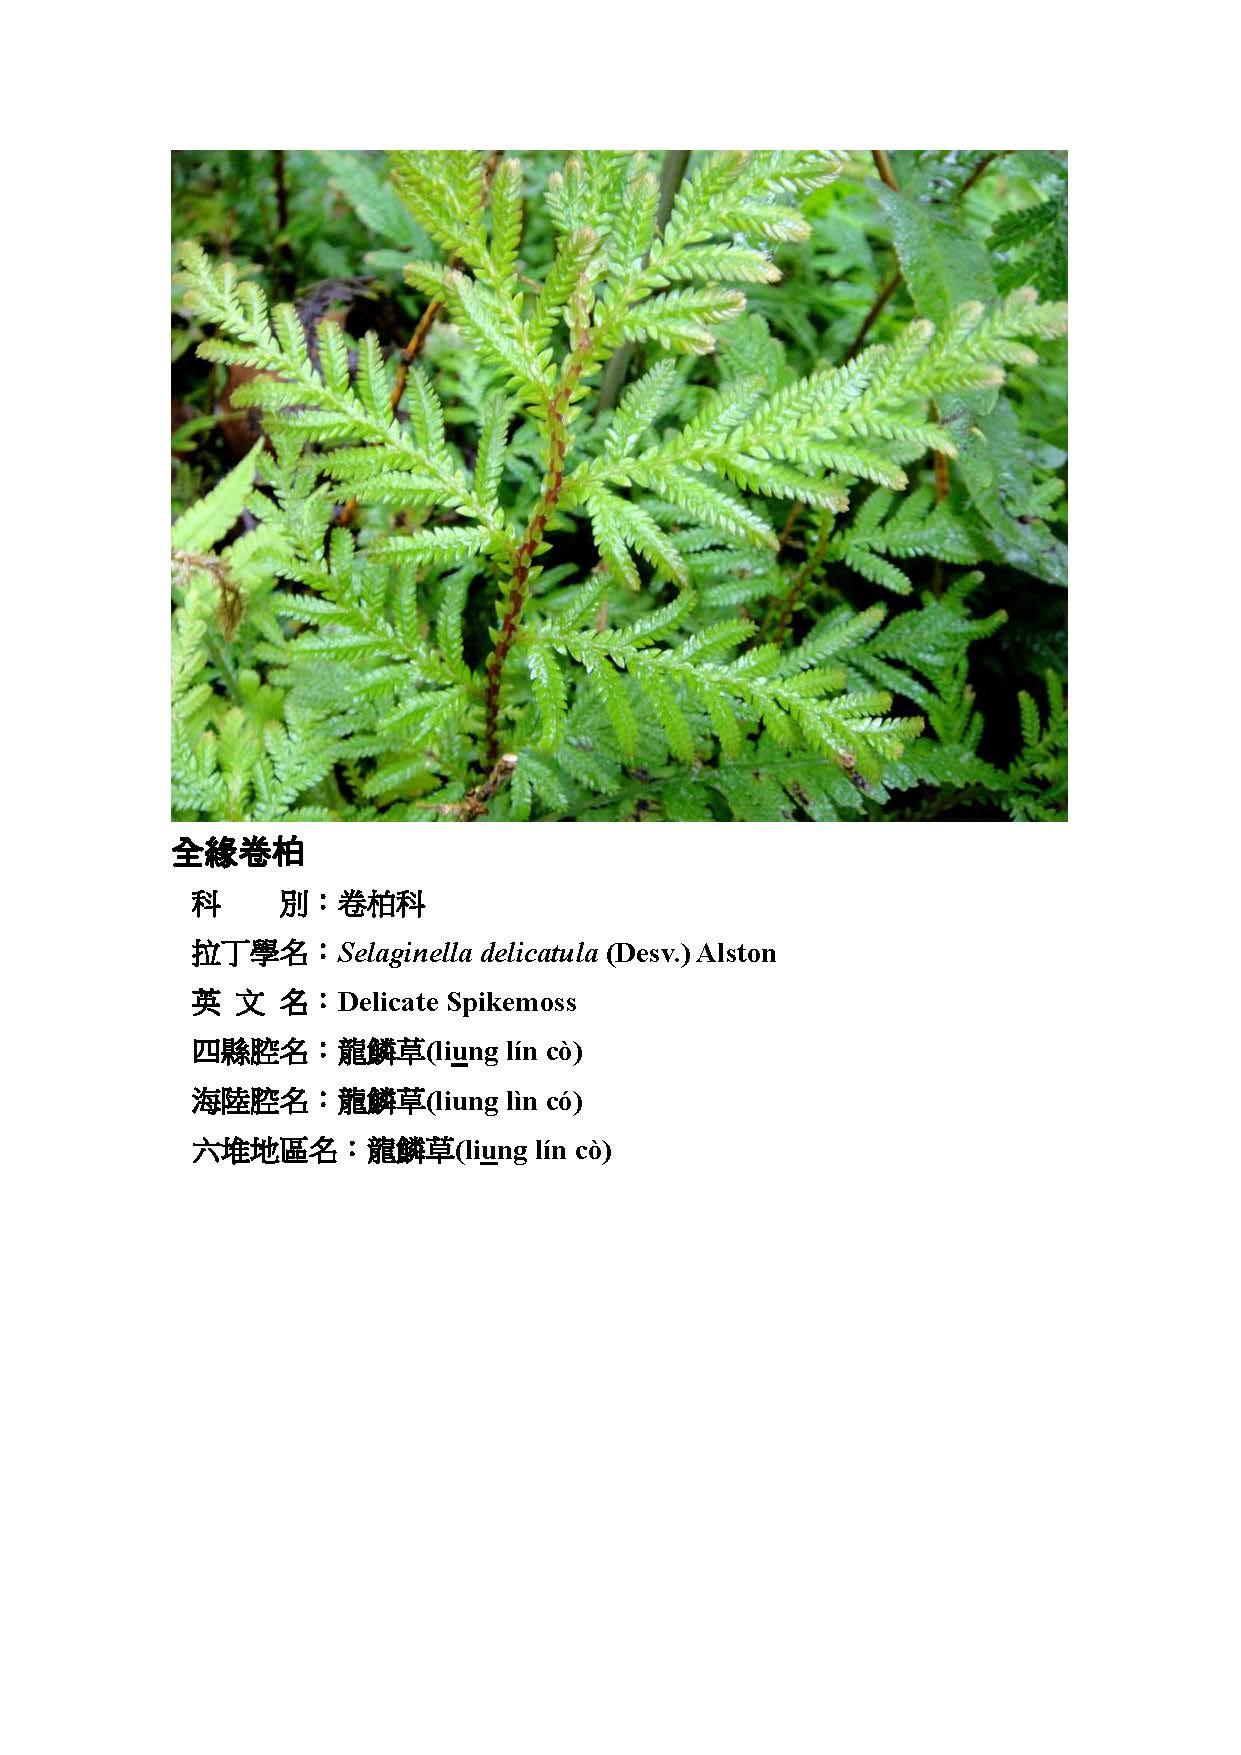 全緣卷柏
科　　別：卷柏科
拉丁學名：Selaginella delicatula (Desv.) Alston
英 文 名：Delicate Spikemoss
四縣腔名：龍鱗草(liung lín cò)
海陸腔名：龍鱗草(liung lìn có)
六堆地區名：龍鱗草(liung lín cò)